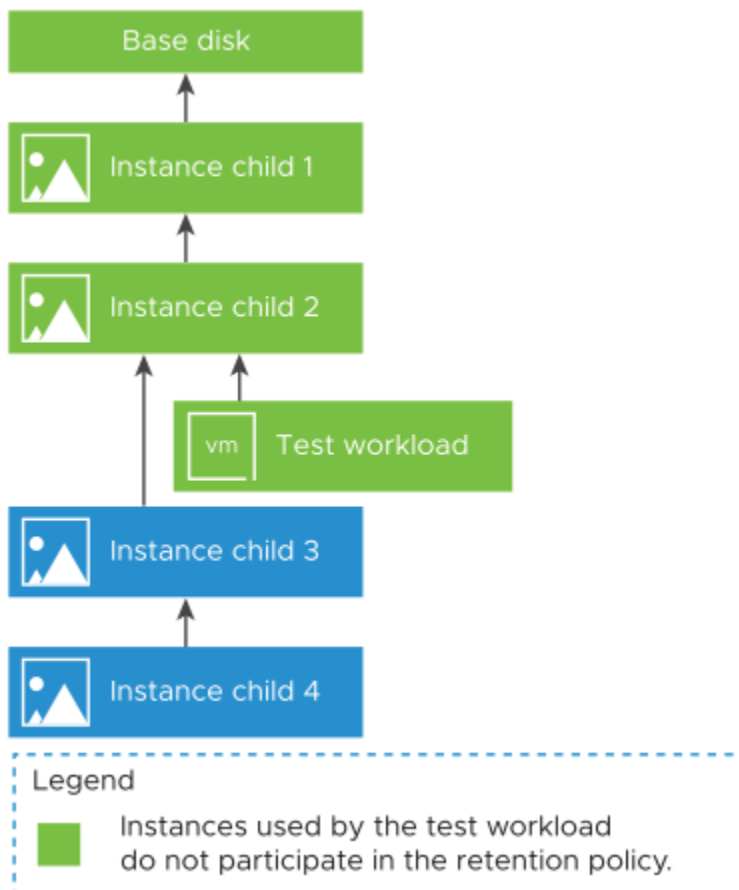 Base disk
Instance child 1
Instance child 2
vm
Test workload
Instance child 3
Instance child 4
Legend
Instances used by the test workload
do not participate in the retention policy.